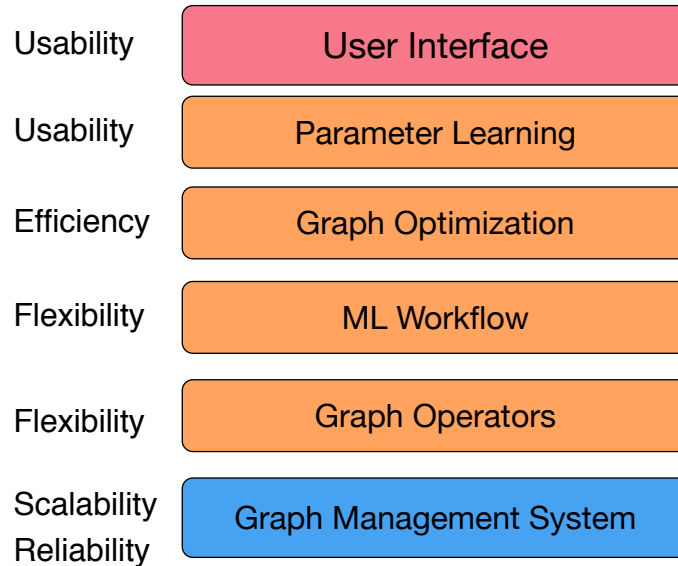 Usability
User Interface
Usability
Parameter Learning
Efficiency
Graph Optimization
Flexibility
ML Workflow
Flexibility
Graph Operators
Scalability
Reliability
Graph Management System